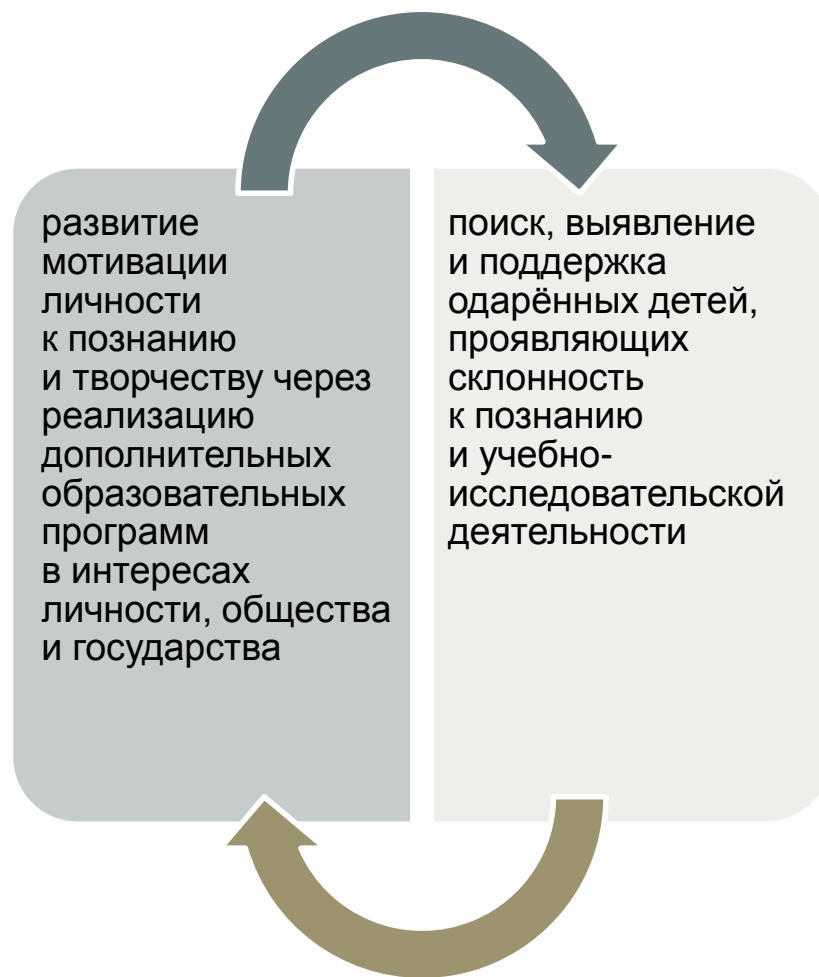 развитие
мотивации
личности
к познанию
и творчеству через
реализацию
дополнительных
образовательных
программ
в интересах
личности, общества
и государства
поиск, выявление
и поддержка
одарённых детей,
проявляющих
склонность
к познанию
и учебно-
исследовательской
деятельности